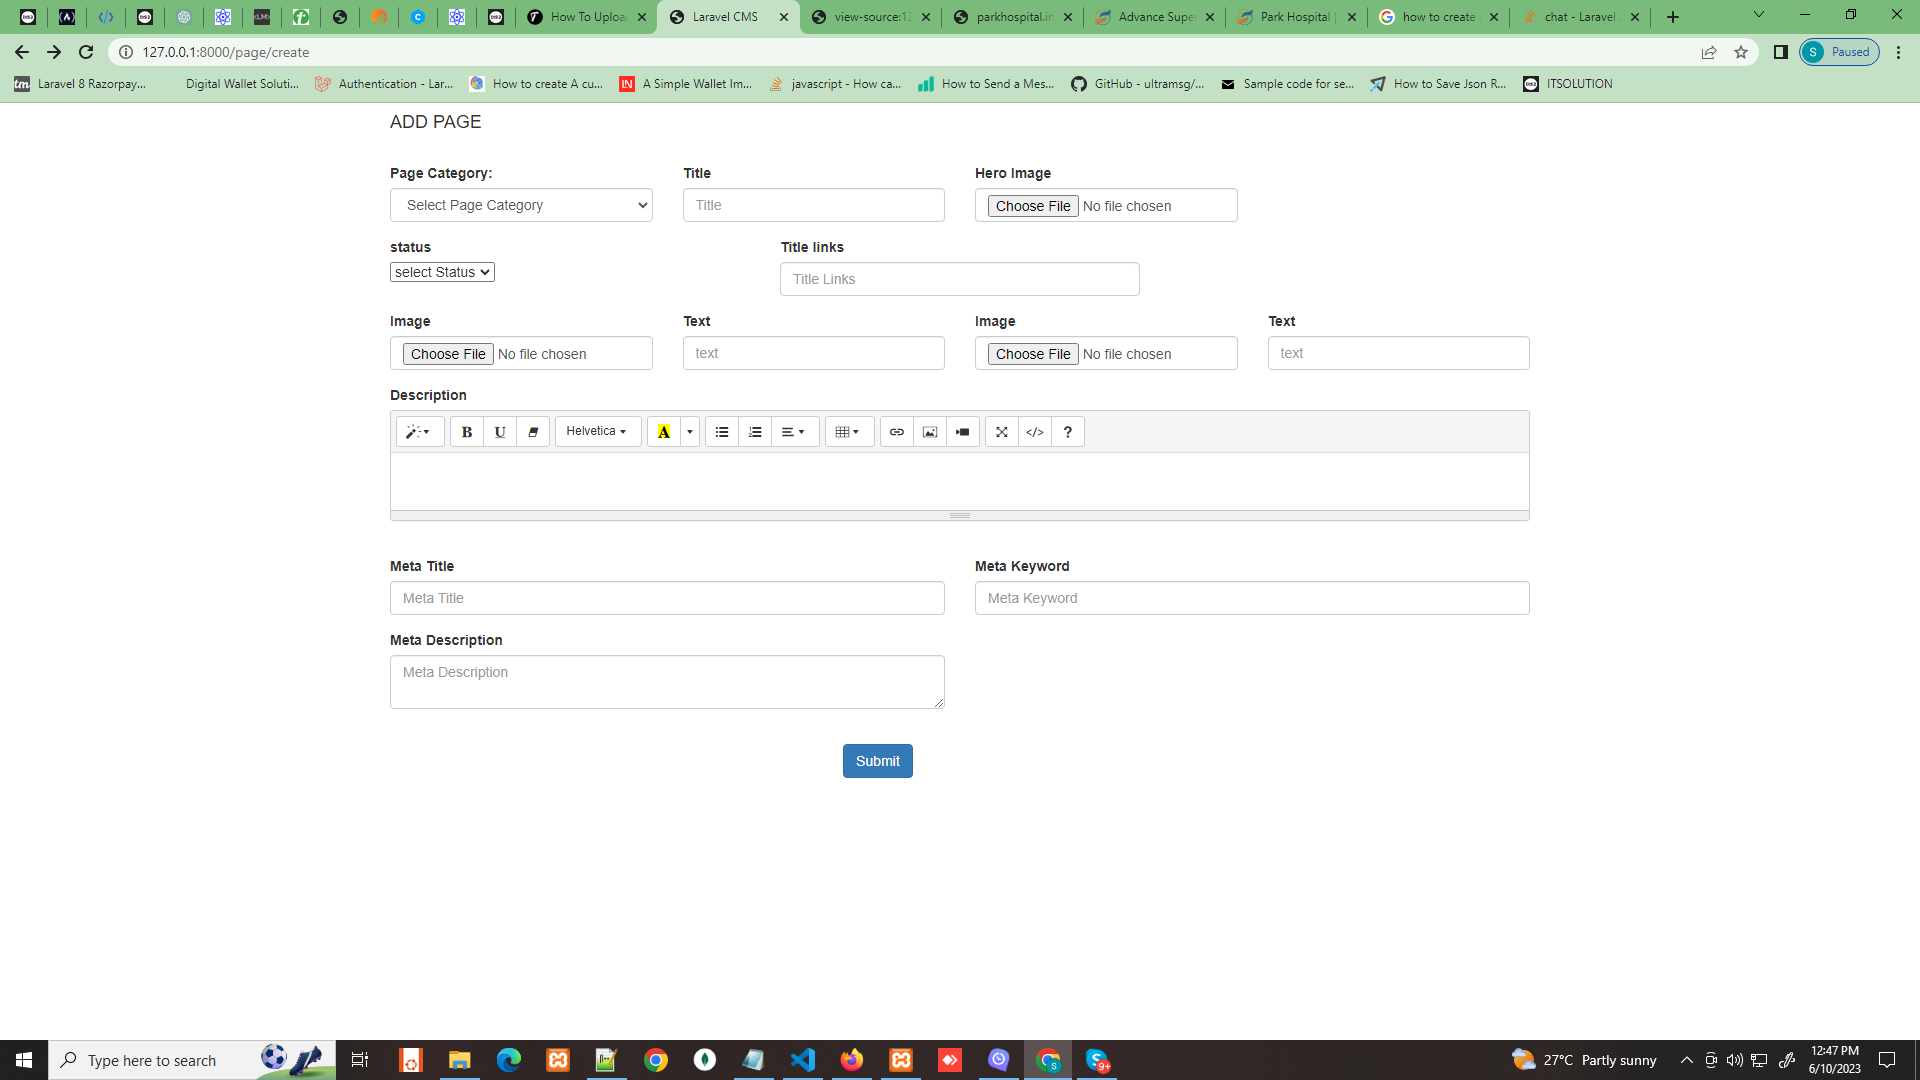 How To Upload
Laravel CMS
view-source:12
parkhospital.in
Advance Super
Park Hospital |
how to create
chat - Laravel
127.0.0.1:8000/page/create
S Paused
tm Laravel 8 Razorpay...
Digital Wallet Soluti...
Authentication - Lar...
How to create A cu...
IN A Simple Wallet Im...
javascript - How ca...
How to Send a Mes...
GitHub - ultramsg/...
Sample code for se...
How to Save Json R...
ITSOLUTION
ADD PAGE
Page Category:
Title
Hero Image
Select Page Category
Title
Choose File No file chosen
status
Title links
select Status
Title Links
Image
Text
Image
Text
Choose File No file chosen
text
Choose File No file chosen
text
Description
B U Helvetica A </> ?
Meta Title
Meta Keyword
Meta Title
Meta Keyword
Meta Description
Meta Description
Submit
Type here to search
S
9+
27°C Partly sunny
12:47 PM
6/10/2023